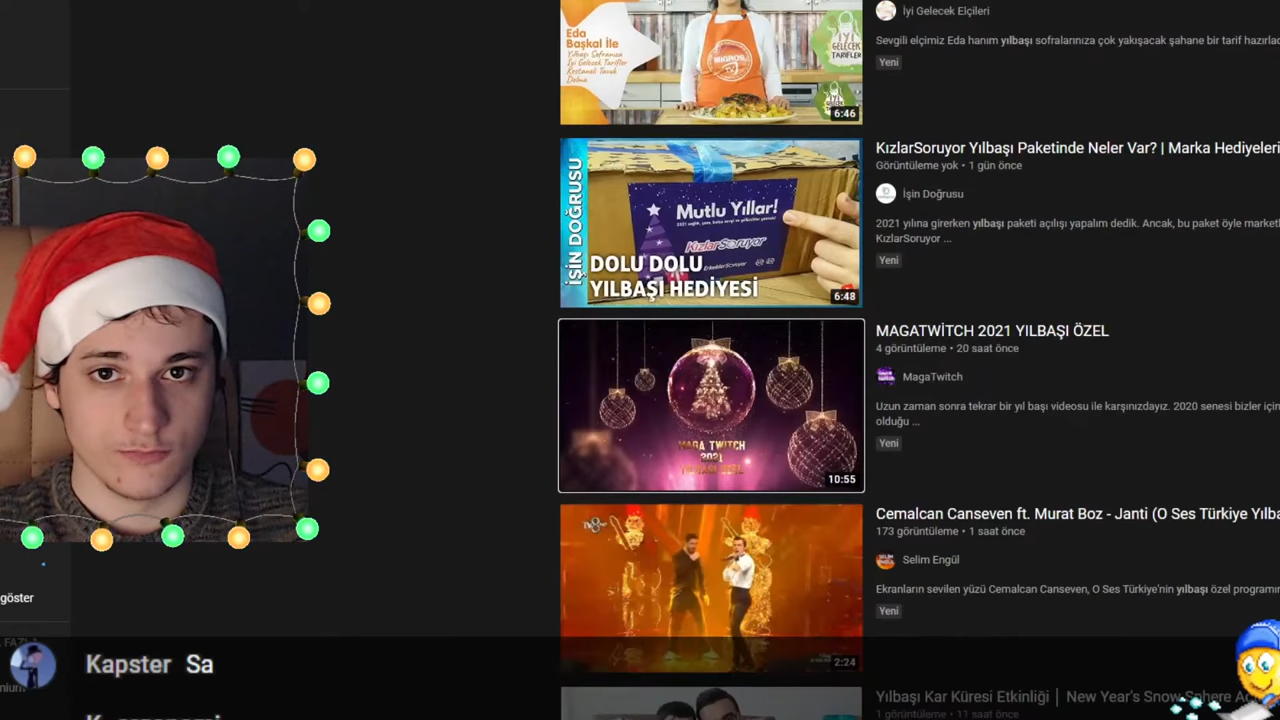 Eda
Başkal İle
Yılbaşı Sofranıza
İyi Gelecek Tarifler
Kestaneli Tavuk
Dolma
MIGROS
TV
İYİ
GELECEK
TARİFLER
6:46
İyi Gelecek Elçileri
Sevgili elçimiz Eda hanım yılbaşı sofralarınıza çok yakışacak şahane bir tarif hazırlad
Yeni
İŞİN DOĞRUSU
Mutlu Yıllar!
KızlarSoruyor
DOLU DOLU
YILBAŞI HEDİYESİ
6:48
KızlarSoruyor Yılbaşı Paketinde Neler Var? | Marka Hediyeleri
Görüntüleme yok • 1 gün önce
İşin Doğrusu
2021 yılına girerken yılbaşı paketi açılışı yapalım dedik. Ancak, bu paket öyle marketl
KızlarSoruyor ...
Yeni
MAGA TWITCH
2021
YILBAŞI ÖZEL
10:55
MAGATWİTCH 2021 YILBAŞI ÖZEL
4 görüntüleme • 20 saat önce
MagaTwitch
Uzun zaman sonra tekrar bir yıl başı videosu ile karşınızdayız. 2020 senesi bizler için
olduğu ...
Yeni
2:24
Cemalcan Canseven ft. Murat Boz - Janti (O Ses Türkiye Yılba
173 görüntüleme • 1 saat önce
Selim Engül
Ekranların sevilen yüzü Cemalcan Canseven, O Ses Türkiye'nin yılbaşı özel programın
Yeni
göster
Kapster Sa
Yılbaşı Kar Küresi Etkinliği | New Year's Snow Sphere Ac
1 görüntüleme • 11 saat önce